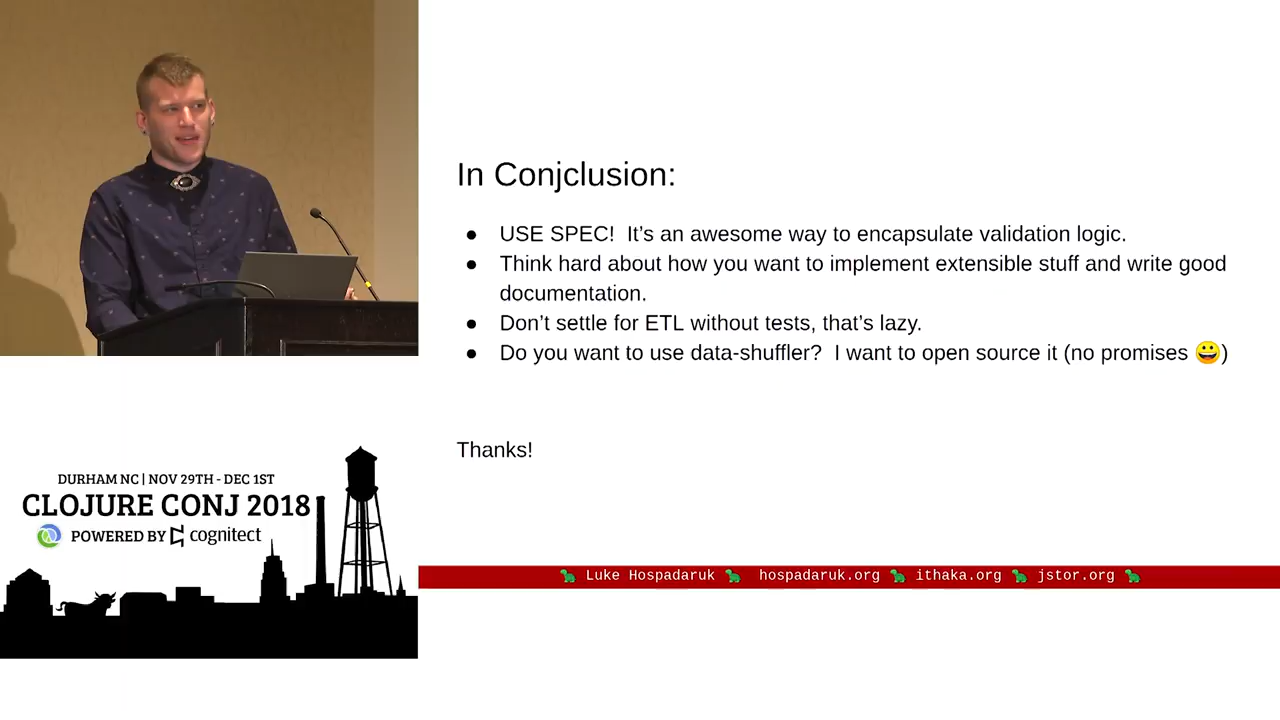 In Conjclusion:
● USE SPEC!  It’s an awesome way to encapsulate validation logic.
● Think hard about how you want to implement extensible stuff and write good
documentation.
● Don’t settle for ETL without tests, that’s lazy.
● Do you want to use data-shuffler?  I want to open source it (no promises 😀)
Thanks!
DURHAM NC | NOV 29TH - DEC 1ST
CLOJURE CONJ 2018
POWERED BY cognitect
🦕 Luke Hospadaruk 🦕 hospadaruk.org 🦕 ithaka.org 🦕 jstor.org 🦕